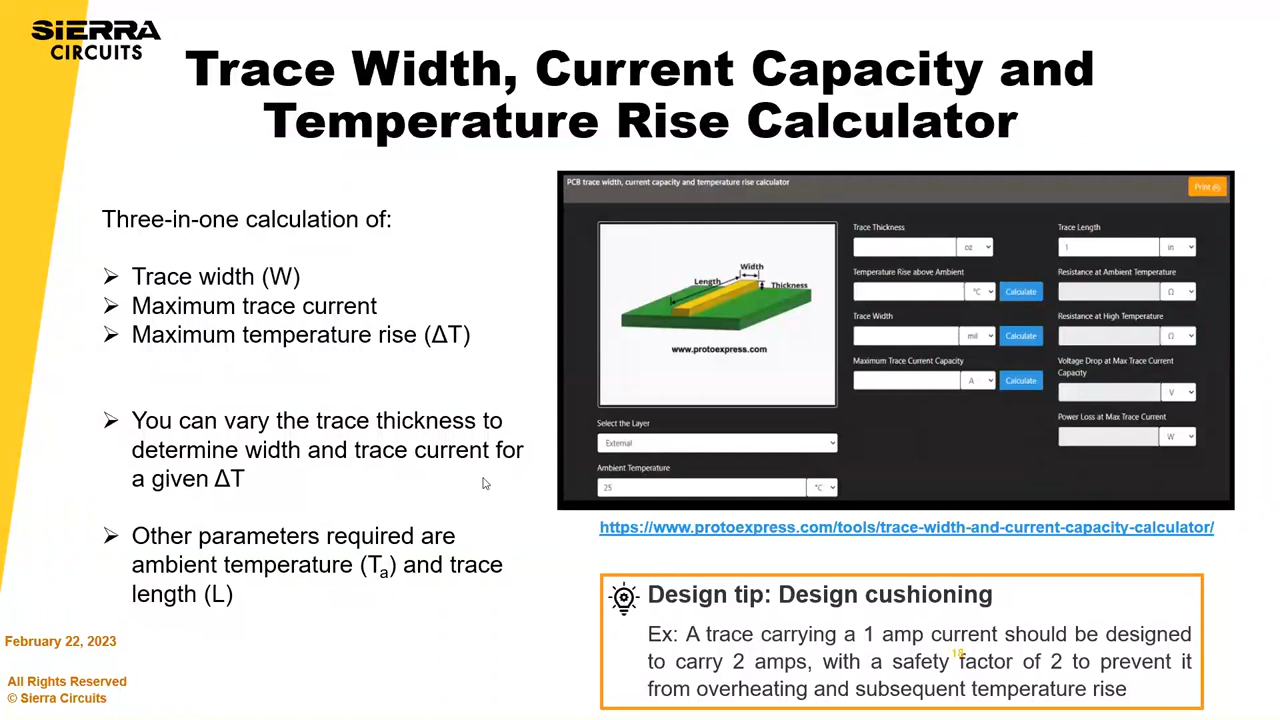 SIERRA
CIRCUITS
Trace Width, Current Capacity and
Temperature Rise Calculator
Three-in-one calculation of:
➢ Trace width (W)
➢ Maximum trace current
➢ Maximum temperature rise (ΔT)
➢ You can vary the trace thickness to
determine width and trace current for
a given ΔT
➢ Other parameters required are
ambient temperature (Ta) and trace
length (L)
February 22, 2023
All Rights Reserved
© Sierra Circuits
PCB trace width, current capacity and temperature rise calculator
Print
Width
Length
Thickness
www.protoexpress.com
Select the Layer
External
Ambient Temperature
25 °C
Trace Thickness
oz
Temperature Rise above Ambient
°C Calculate
Trace Width
mil Calculate
Maximum Trace Current Capacity
A Calculate
Trace Length
1 in
Resistance at Ambient Temperature
Ω
Resistance at High Temperature
Ω
Voltage Drop at Max Trace Current
Capacity
V
Power Loss at Max Trace Current
W
https://www.protoexpress.com/tools/trace-width-and-current-capacity-calculator/
Design tip: Design cushioning
Ex: A trace carrying a 1 amp current should be designed
to carry 2 amps, with a safety factor of 2 to prevent it
from overheating and subsequent temperature rise
18